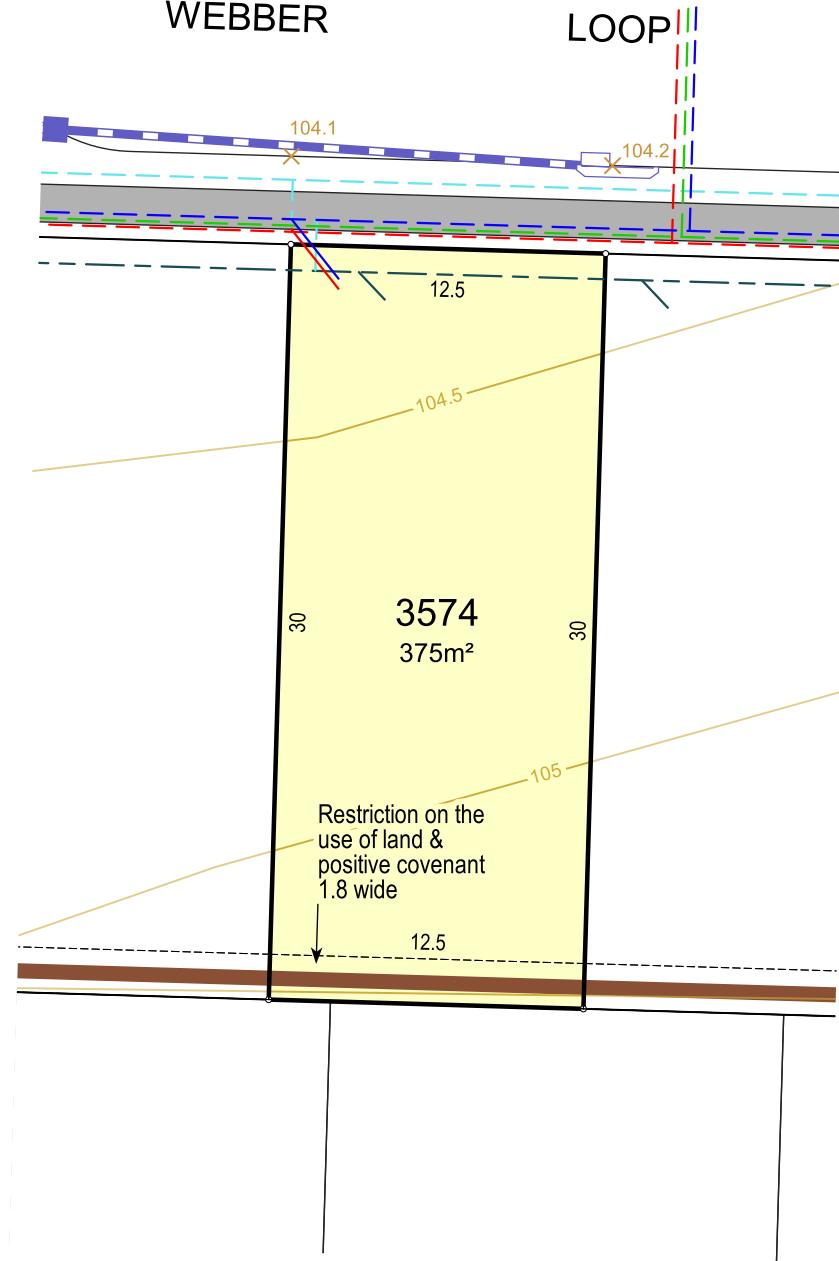 WEBBER LOOP
104.1
104.2
12.5
104.5
3574
375m²
30
30
105
Restriction on the
use of land &
positive covenant
1.8 wide
12.5